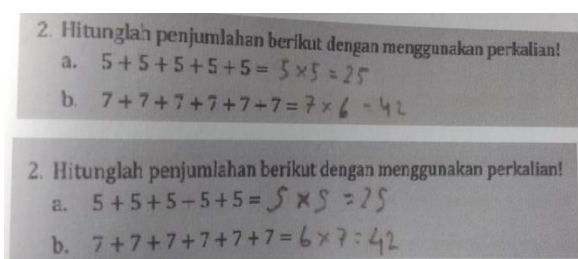 2. Hitunglah penjumlahan berikut dengan menggunakan perkalian!
a. 5 + 5 + 5 + 5 + 5 = 5 × 5 = 25
b. 7 + 7 + 7 + 7 + 7 + 7 = 7 × 6 = 42
2. Hitunglah penjumlahan berikut dengan menggunakan perkalian!
a. 5 + 5 + 5 + 5 + 5 = 5 × 5 = 25
b. 7 + 7 + 7 + 7 + 7 + 7 = 6 × 7 = 42